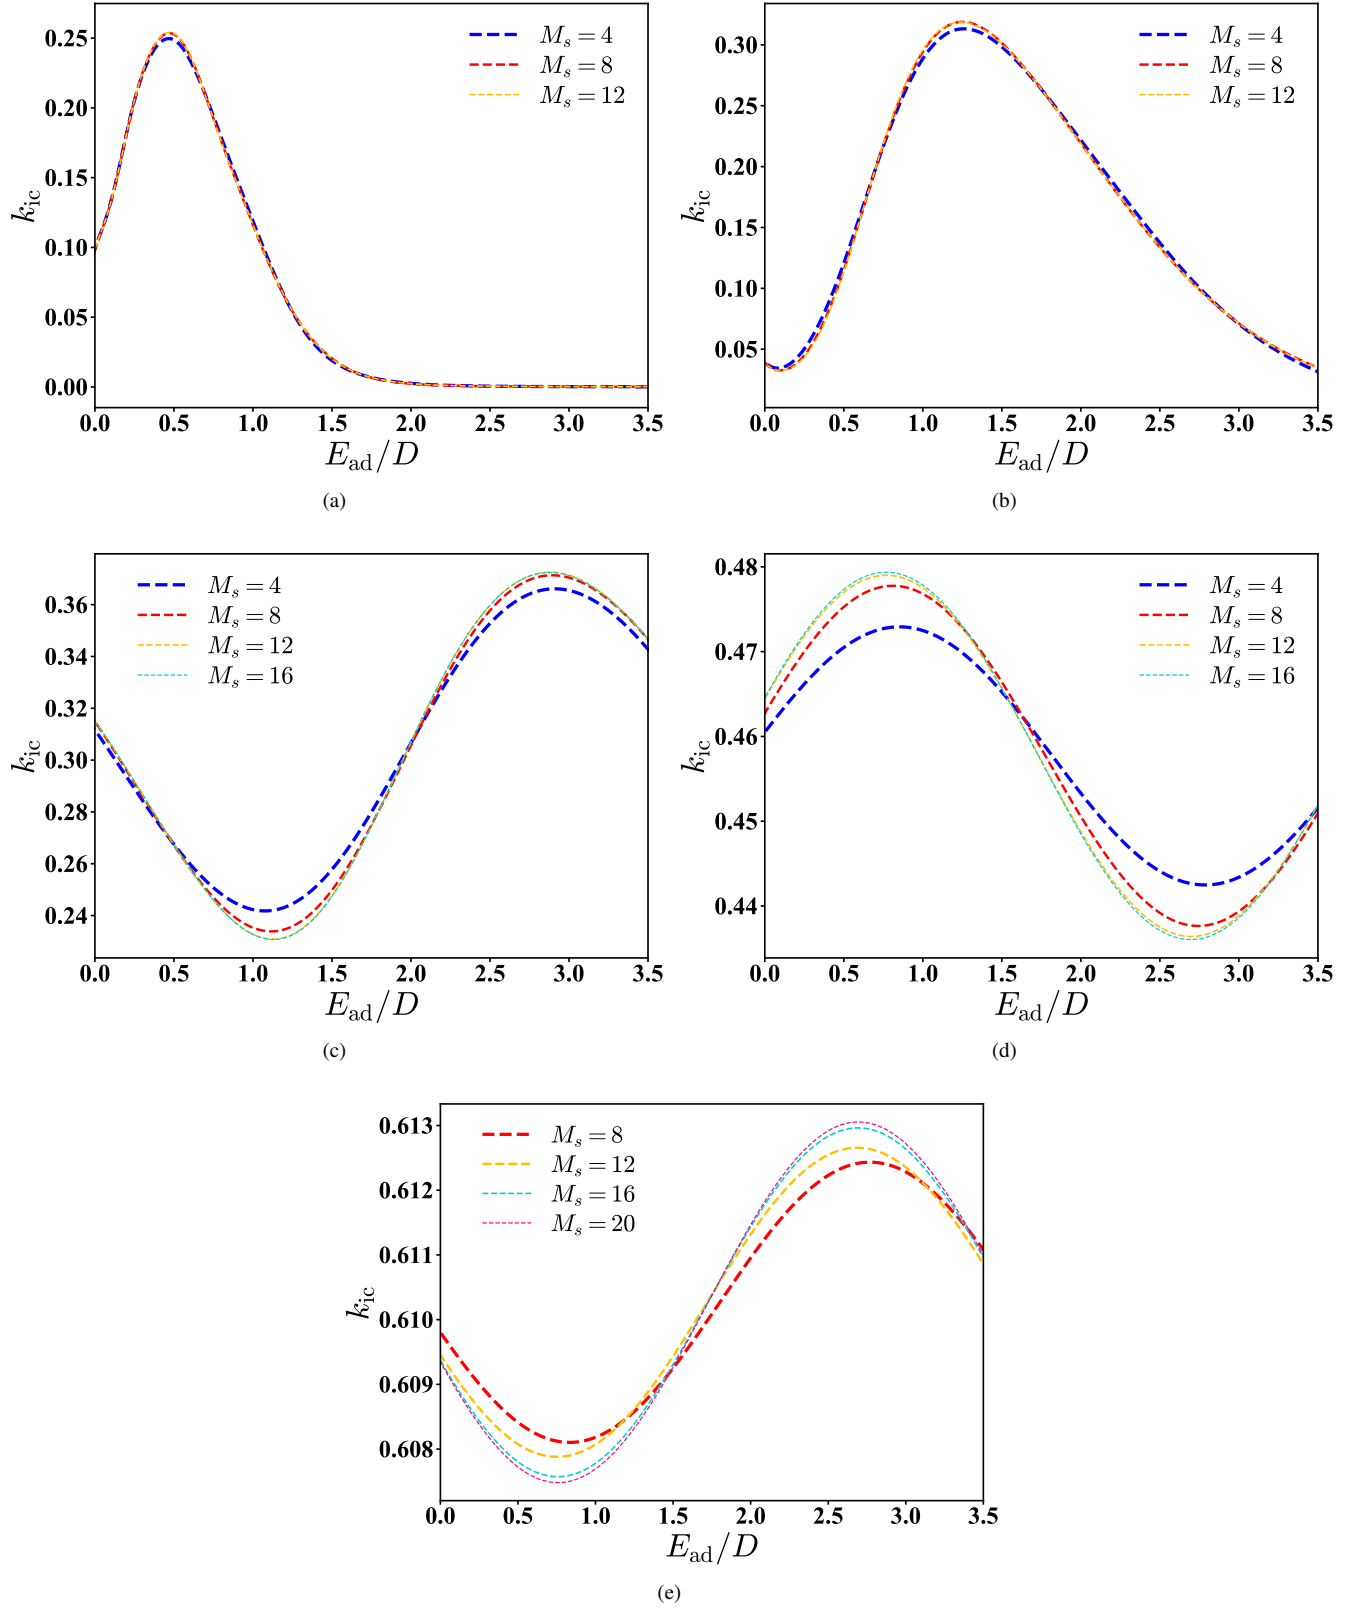 0.25
0.20
0.15
0.10
0.05
0.00
k_ic
M_s = 4
M_s = 8
M_s = 12
0.0 0.5 1.0 1.5 2.0 2.5 3.0 3.5
E_ad/D
(a)
0.30
0.25
0.20
0.15
0.10
0.05
k_ic
M_s = 4
M_s = 8
M_s = 12
0.0 0.5 1.0 1.5 2.0 2.5 3.0 3.5
E_ad/D
(b)
0.36
0.34
0.32
0.30
0.28
0.26
0.24
k_ic
M_s = 4
M_s = 8
M_s = 12
M_s = 16
0.0 0.5 1.0 1.5 2.0 2.5 3.0 3.5
E_ad/D
(c)
0.48
0.47
0.46
0.45
0.44
k_ic
M_s = 4
M_s = 8
M_s = 12
M_s = 16
0.0 0.5 1.0 1.5 2.0 2.5 3.0 3.5
E_ad/D
(d)
0.613
0.612
0.611
0.610
0.609
0.608
k_ic
M_s = 8
M_s = 12
M_s = 16
M_s = 20
0.0 0.5 1.0 1.5 2.0 2.5 3.0 3.5
E_ad/D
(e)